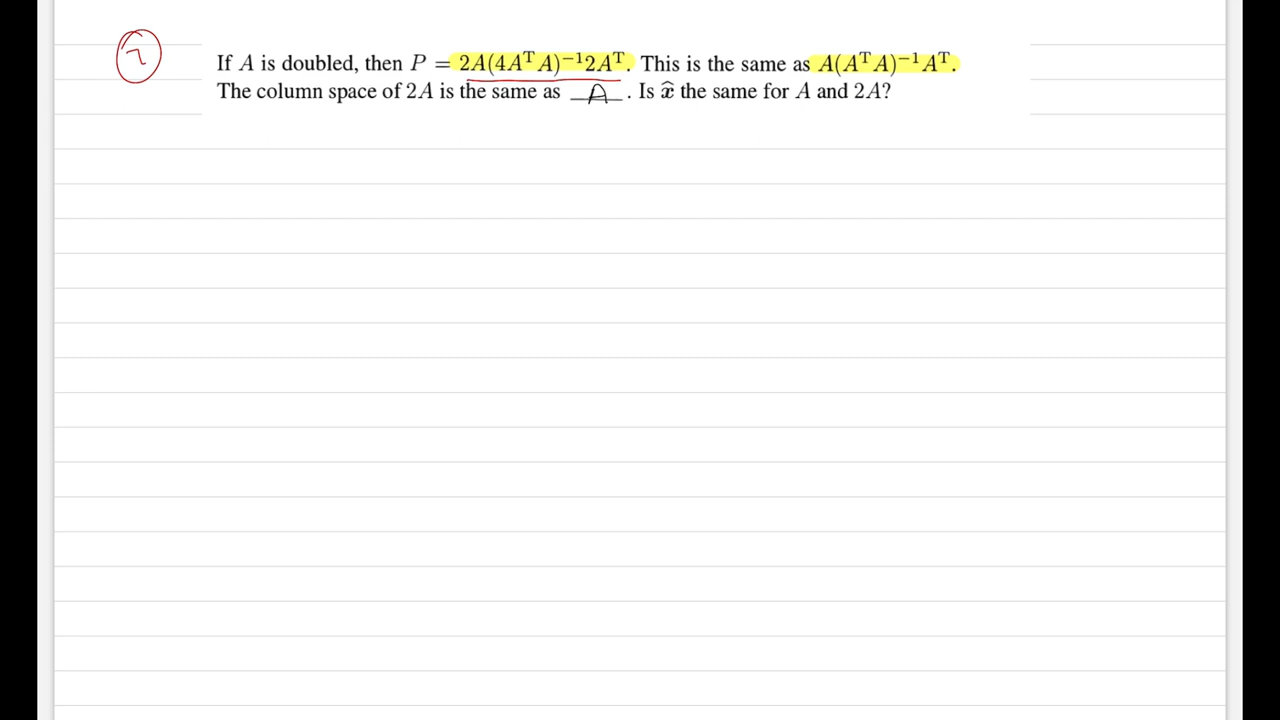 7
If A is doubled, then P = 2A(4AᵀA)⁻¹2Aᵀ. This is the same as A(AᵀA)⁻¹Aᵀ.
The column space of 2A is the same as A. Is x̂ the same for A and 2A?